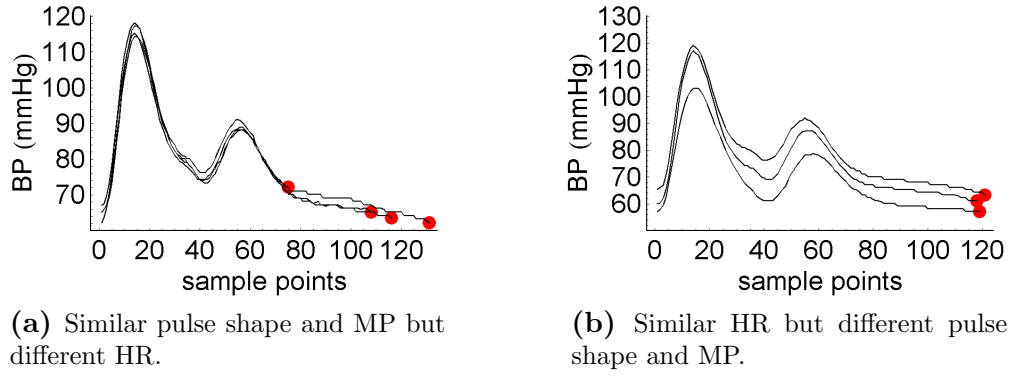 120
110
100
90
80
70
BP (mmHg)
0 20 40 60 80 100 120
sample points
(a) Similar pulse shape and MP but
different HR.
130
120
110
100
90
80
70
60
BP (mmHg)
0 20 40 60 80 100 120
sample points
(b) Similar HR but different pulse
shape and MP.